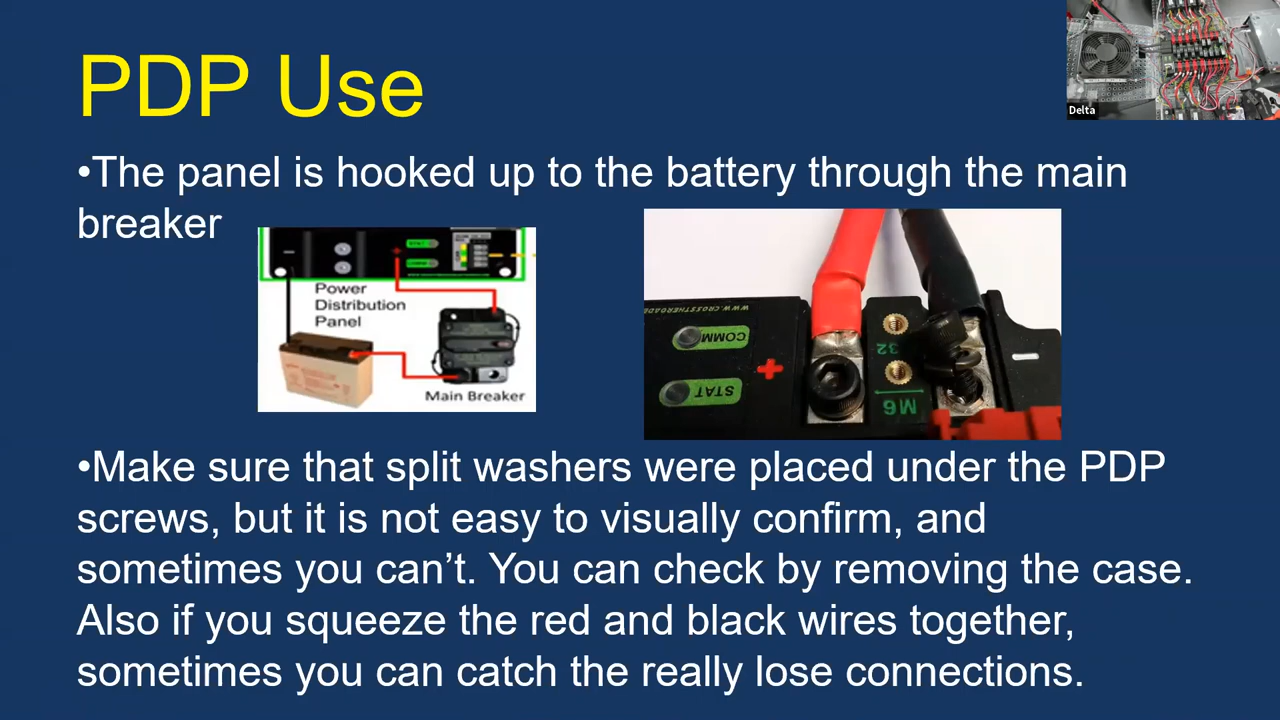 PDP Use
Delta
•The panel is hooked up to the battery through the main
breaker
Power
Distribution
Panel
Main Breaker
COMM
STAT
+
32
M6
•Make sure that split washers were placed under the PDP
screws, but it is not easy to visually confirm, and
sometimes you can’t. You can check by removing the case.
Also if you squeeze the red and black wires together,
sometimes you can catch the really lose connections.